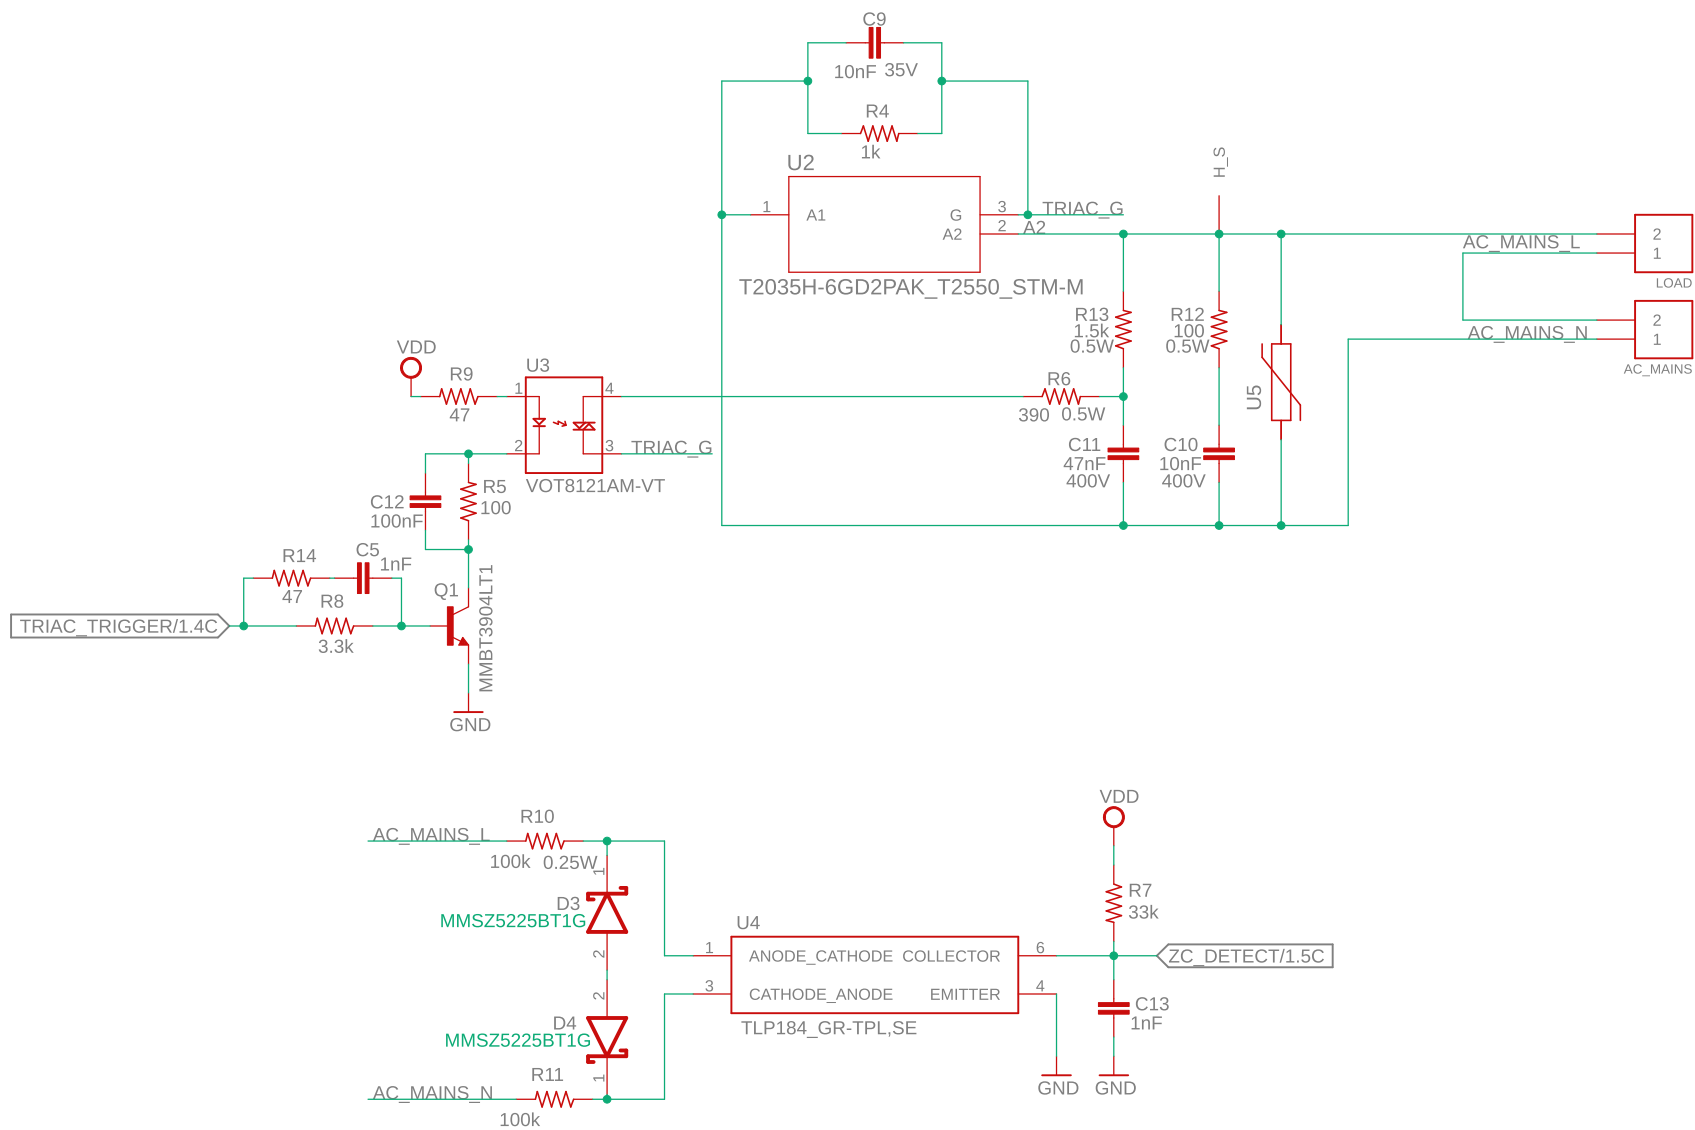 C9
10nF 35V
R4
1k
U2
1 A1
G 3 TRIAC_G
A2 2 A2
T2035H-6GD2PAK_T2550_STM-M
H_S
AC_MAINS_L
2
1
LOAD
AC_MAINS_N
2
1
AC_MAINS
R13
1.5k
0.5W
R12
100
0.5W
U5
R6
390 0.5W
C11
47nF
400V
C10
10nF
400V
VDD
R9
47
U3
1 4
2 3 TRIAC_G
VOT8121AM-VT
C12
100nF
R5
100
R14
47
C5
1nF
R8
3.3k
TRIAC_TRIGGER/1.4C
Q1
MMBT3904LT1
GND
AC_MAINS_L
R10
100k 0.25W
1
D3
MMSZ5225BT1G
2
2
D4
MMSZ5225BT1G
1
AC_MAINS_N
R11
100k
U4
1 ANODE_CATHODE COLLECTOR 6
3 CATHODE_ANODE EMITTER 4
TLP184_GR-TPL,SE
VDD
R7
33k
ZC_DETECT/1.5C
C13
1nF
GND GND